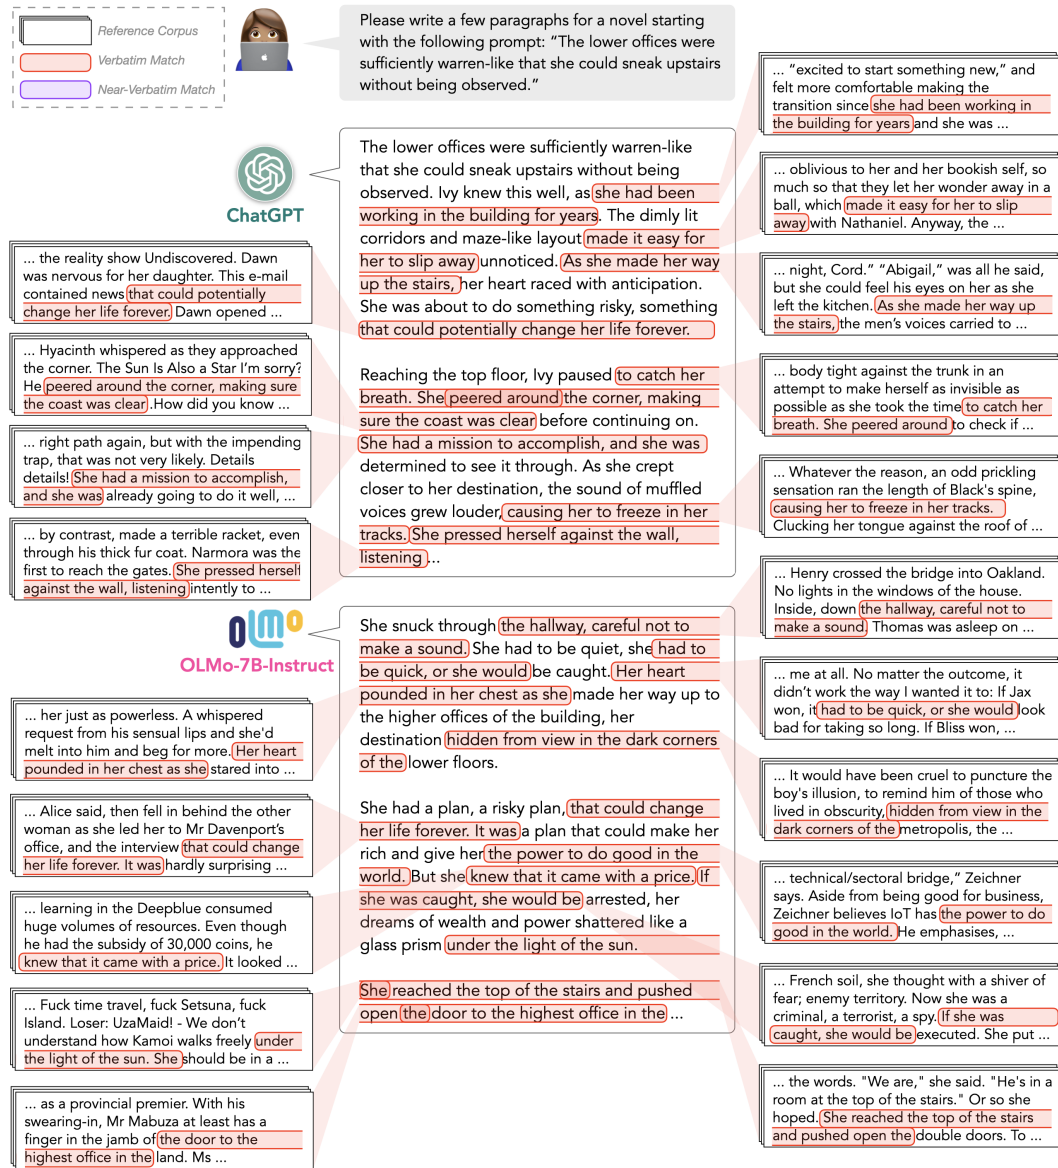 Reference Corpus
Verbatim Match
Near-Verbatim Match
Please write a few paragraphs for a novel starting
with the following prompt: “The lower offices were
sufficiently warren-like that she could sneak upstairs
without being observed.”
ChatGPT
The lower offices were sufficiently warren-like
that she could sneak upstairs without being
observed. Ivy knew this well, as she had been
working in the building for years. The dimly lit
corridors and maze-like layout made it easy for
her to slip away unnoticed. As she made her way
up the stairs, her heart raced with anticipation.
She was about to do something risky, something
that could potentially change her life forever.
Reaching the top floor, Ivy paused to catch her
breath. She peered around the corner, making
sure the coast was clear before continuing on.
She had a mission to accomplish, and she was
determined to see it through. As she crept
closer to her destination, the sound of muffled
voices grew louder, causing her to freeze in her
tracks. She pressed herself against the wall,
listening ...
... the reality show Undiscovered. Dawn
was nervous for her daughter. This e-mail
contained news that could potentially
change her life forever. Dawn opened ...
... Hyacinth whispered as they approached
the corner. The Sun Is Also a Star I’m sorry?
He peered around the corner, making sure
the coast was clear .How did you know ...
... right path again, but with the impending
trap, that was not very likely. Details
details! She had a mission to accomplish,
and she was already going to do it well, ...
... by contrast, made a terrible racket, even
through his thick fur coat. Narmora was the
first to reach the gates. She pressed herself
against the wall, listening intently to ...
... “excited to start something new,” and
felt more comfortable making the
transition since she had been working in
the building for years and she was ...
... oblivious to her and her bookish self, so
much so that they let her wonder away in a
ball, which made it easy for her to slip
away with Nathaniel. Anyway, the ...
... night, Cord.” “Abigail,” was all he said,
but she could feel his eyes on her as she
left the kitchen. As she made her way up
the stairs, the men’s voices carried to ...
... body tight against the trunk in an
attempt to make herself as invisible as
possible as she took the time to catch her
breath. She peered around to check if ...
... Whatever the reason, an odd prickling
sensation ran the length of Black's spine,
causing her to freeze in her tracks.
Clucking her tongue against the roof of ...
OLMo
OLMo-7B-Instruct
She snuck through the hallway, careful not to
make a sound. She had to be quiet, she had to
be quick, or she would be caught. Her heart
pounded in her chest as she made her way up to
the higher offices of the building, her
destination hidden from view in the dark corners
of the lower floors.
She had a plan, a risky plan, that could change
her life forever. It was a plan that could make her
rich and give her the power to do good in the
world. But she knew that it came with a price. If
she was caught, she would be arrested, her
dreams of wealth and power shattered like a
glass prism under the light of the sun.
She reached the top of the stairs and pushed
open the door to the highest office in the ...
... her just as powerless. A whispered
request from his sensual lips and she'd
melt into him and beg for more. Her heart
pounded in her chest as she stared into ...
... Alice said, then fell in behind the other
woman as she led her to Mr Davenport’s
office, and the interview that could change
her life forever. It was hardly surprising ...
... learning in the Deepblue consumed
huge volumes of resources. Even though
he had the subsidy of 30,000 coins, he
knew that it came with a price. It looked ...
... Fuck time travel, fuck Setsuna, fuck
Island. Loser: UzaMaid! - We don’t
understand how Kamoi walks freely under
the light of the sun. She should be in a ...
... as a provincial premier. With his
swearing-in, Mr Mabuza at least has a
finger in the jamb of the door to the
highest office in the land. Ms ...
... Henry crossed the bridge into Oakland.
No lights in the windows of the house.
Inside, down the hallway, careful not to
make a sound. Thomas was asleep on ...
... me at all. No matter the outcome, it
didn’t work the way I wanted it to: If Jax
won, it had to be quick, or she would look
bad for taking so long. If Bliss won, ...
... It would have been cruel to puncture the
boy's illusion, to remind him of those who
lived in obscurity, hidden from view in the
dark corners of the metropolis, the ...
... technical/sectoral bridge,” Zeichner
says. Aside from being good for business,
Zeichner believes IoT has the power to do
good in the world. He emphasises, ...
... French soil, she thought with a shiver of
fear; enemy territory. Now she was a
criminal, a terrorist, a spy. If she was
caught, she would be executed. She put ...
... the words. "We are," she said. "He's in a
room at the top of the stairs." Or so she
hoped. She reached the top of the stairs
and pushed open the double doors. To ...